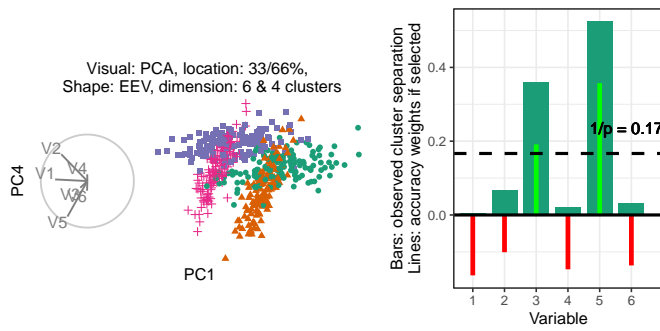 Visual: PCA, location: 33/66%,
Shape: EEV, dimension: 6 & 4 clusters
PC4
V2
V4
V1
V6
V5
PC1
Bars: observed cluster separation
Lines: accuracy weights if selected
0.4
0.2
0.0
1/p = 0.17
1 2 3 4 5 6
Variable